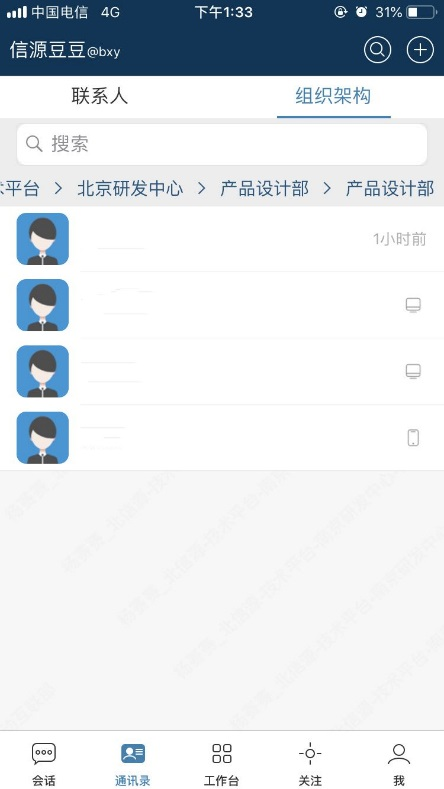 中国电信 4G 下午1:33 31%
信源豆豆@bxy
联系人 组织架构
搜索
平台 > 北京研发中心 > 产品设计部 > 产品设计部
1小时前
会话 通讯录 工作台 关注 我